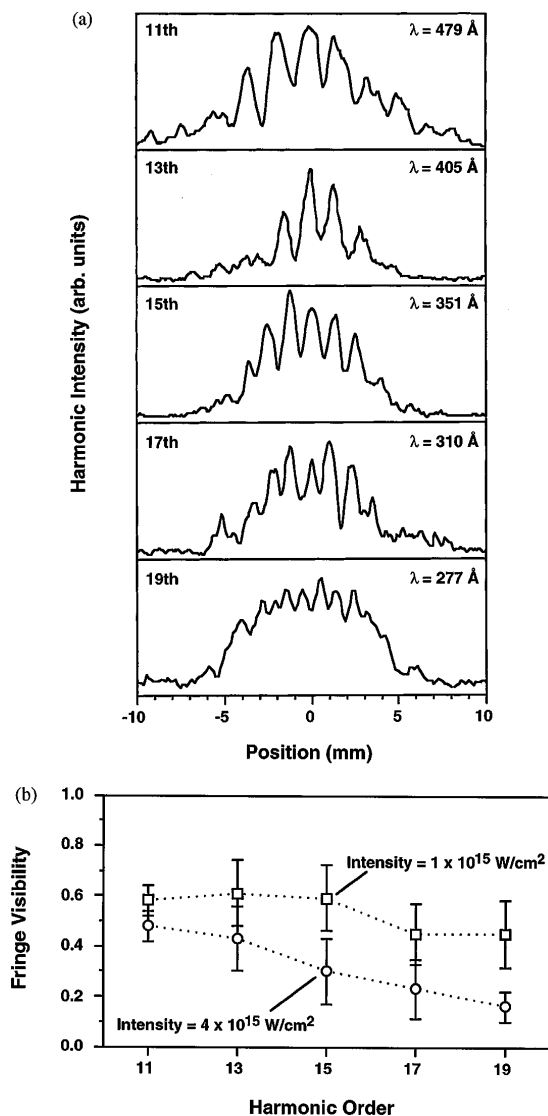 (a)
11th λ = 479 Å
13th λ = 405 Å
15th λ = 351 Å
17th λ = 310 Å
19th λ = 277 Å
Harmonic Intensity (arb. units)
-10 -5 0 5 10
Position (mm)
(b)
1.0
0.8
0.6
0.4
0.2
0.0
Fringe Visibility
Intensity = 1 x 10¹⁵ W/cm²
Intensity = 4 x 10¹⁵ W/cm²
11 13 15 17 19
Harmonic Order